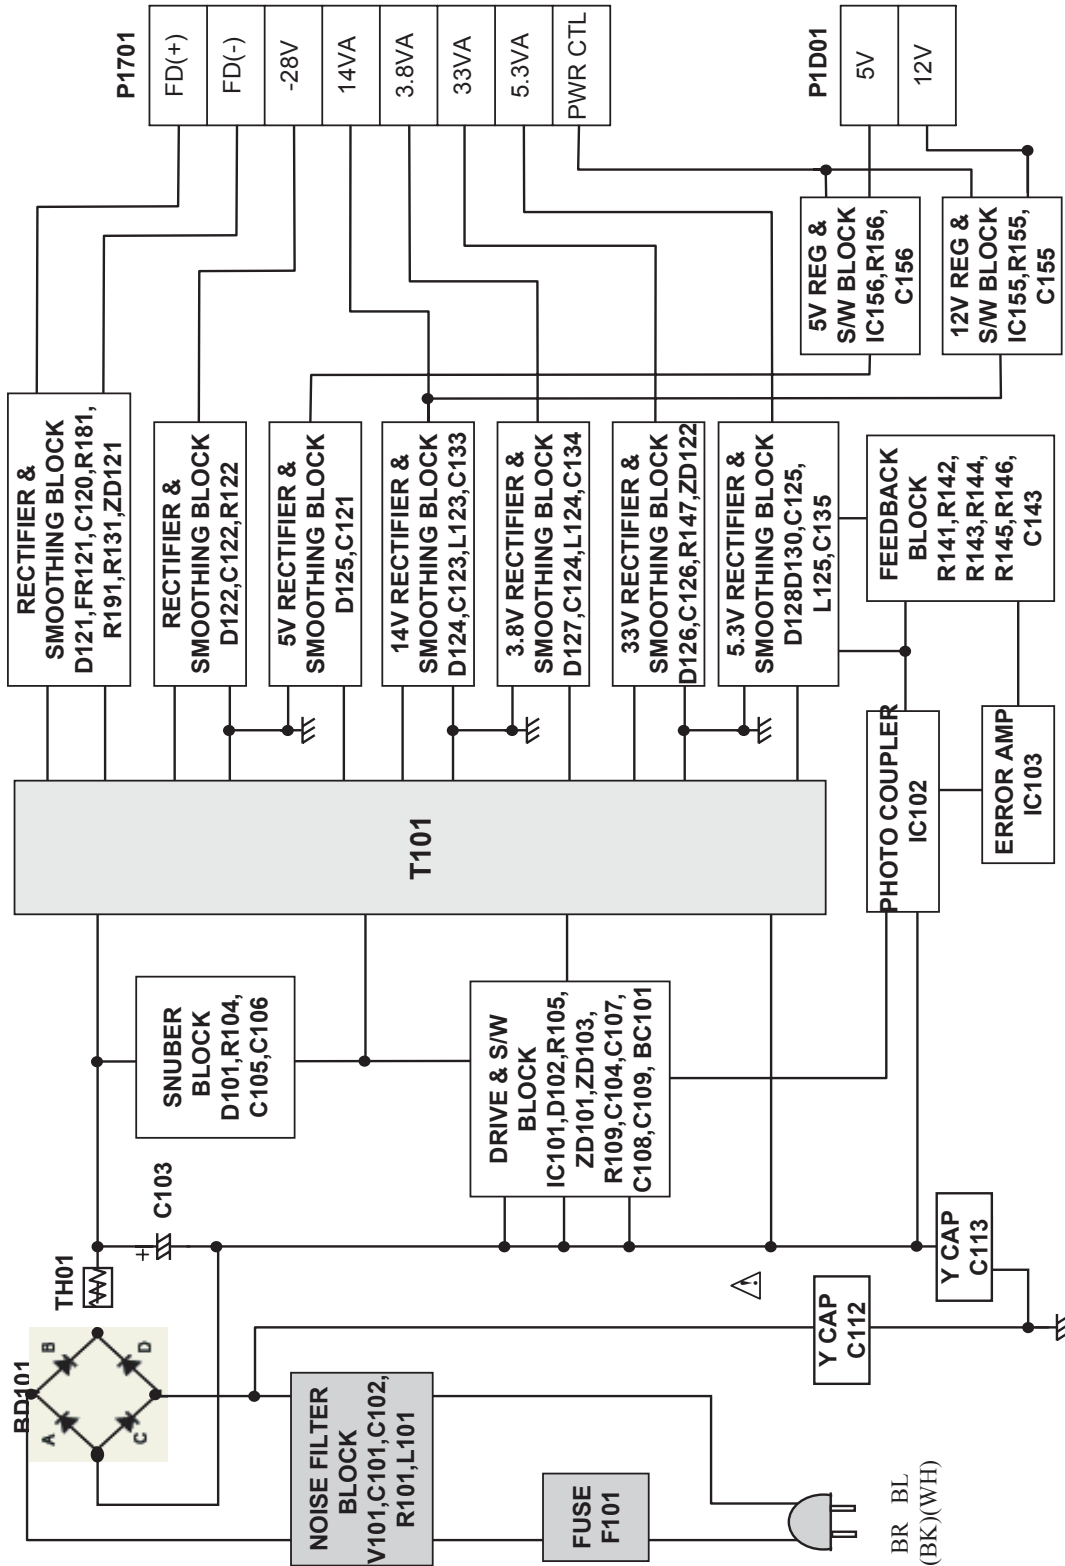 BD101
A
B
C
D
TH01
+
C103
NOISE FILTER
BLOCK
V101,C101,C102,
R101,L101
FUSE
F101
BR BL
(BK)(WH)
Y CAP
C112
Y CAP
C113
SNUBER
BLOCK
D101,R104,
C105,C106
DRIVE & S/W
BLOCK
IC101,D102,R105,
ZD101,ZD103,
R109,C104,C107,
C108,C109, BC101
T101
PHOTO COUPLER
IC102
ERROR AMP
IC103
FEEDBACK
BLOCK
R141,R142,
R143,R144,
R145,R146,
C143
RECTIFIER &
SMOOTHING BLOCK
D121,FR121,C120,R181,
R191,R131,ZD121
RECTIFIER &
SMOOTHING BLOCK
D122,C122,R122
5V RECTIFIER &
SMOOTHING BLOCK
D125,C121
14V RECTIFIER &
SMOOTHING BLOCK
D124,C123,L123,C133
3.8V RECTIFIER &
SMOOTHING BLOCK
D127,C124,L124,C134
33V RECTIFIER &
SMOOTHING BLOCK
D126,C126,R147,ZD122
5.3V RECTIFIER &
SMOOTHING BLOCK
D128D130,C125,
L125,C135
5V REG &
S/W BLOCK
IC156,R156,
C156
12V REG &
S/W BLOCK
IC155,R155,
C155
P1701
FD(+)
FD(-)
-28V
14VA
3.8VA
33VA
5.3VA
PWR CTL
P1D01
5V
12V